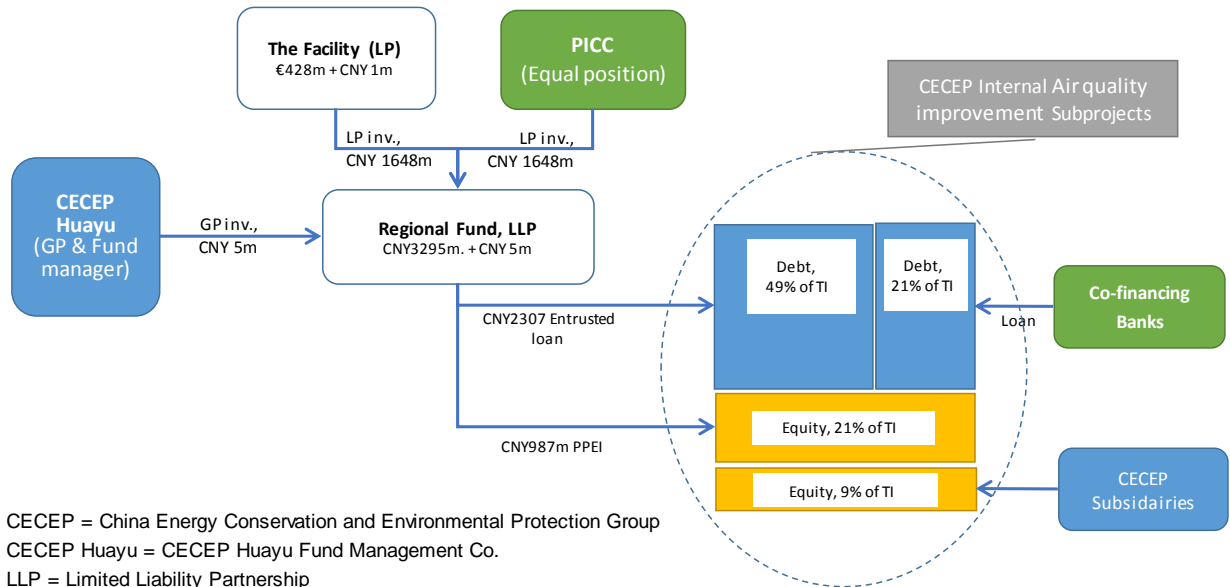 The Facility (LP)
€428m + CNY 1m
PICC
(Equal position)
CECEP Internal Air quality
improvement Subprojects
LP inv.,
CNY 1648m
LP inv.,
CNY 1648m
CECEP
Huayu
(GP & Fund
manager)
GP inv.,
CNY 5m
Regional Fund, LLP
CNY3295m. + CNY 5m
Debt,
49% of TI
Debt,
21% of TI
Co-financing
Banks
Loan
CNY2307 Entrusted
loan
Equity, 21% of TI
CNY987m PPEI
Equity, 9% of TI
CECEP
Subsidairies
CECEP = China Energy Conservation and Environmental Protection Group
CECEP Huayu = CECEP Huayu Fund Management Co.
LLP = Limited Liability Partnership